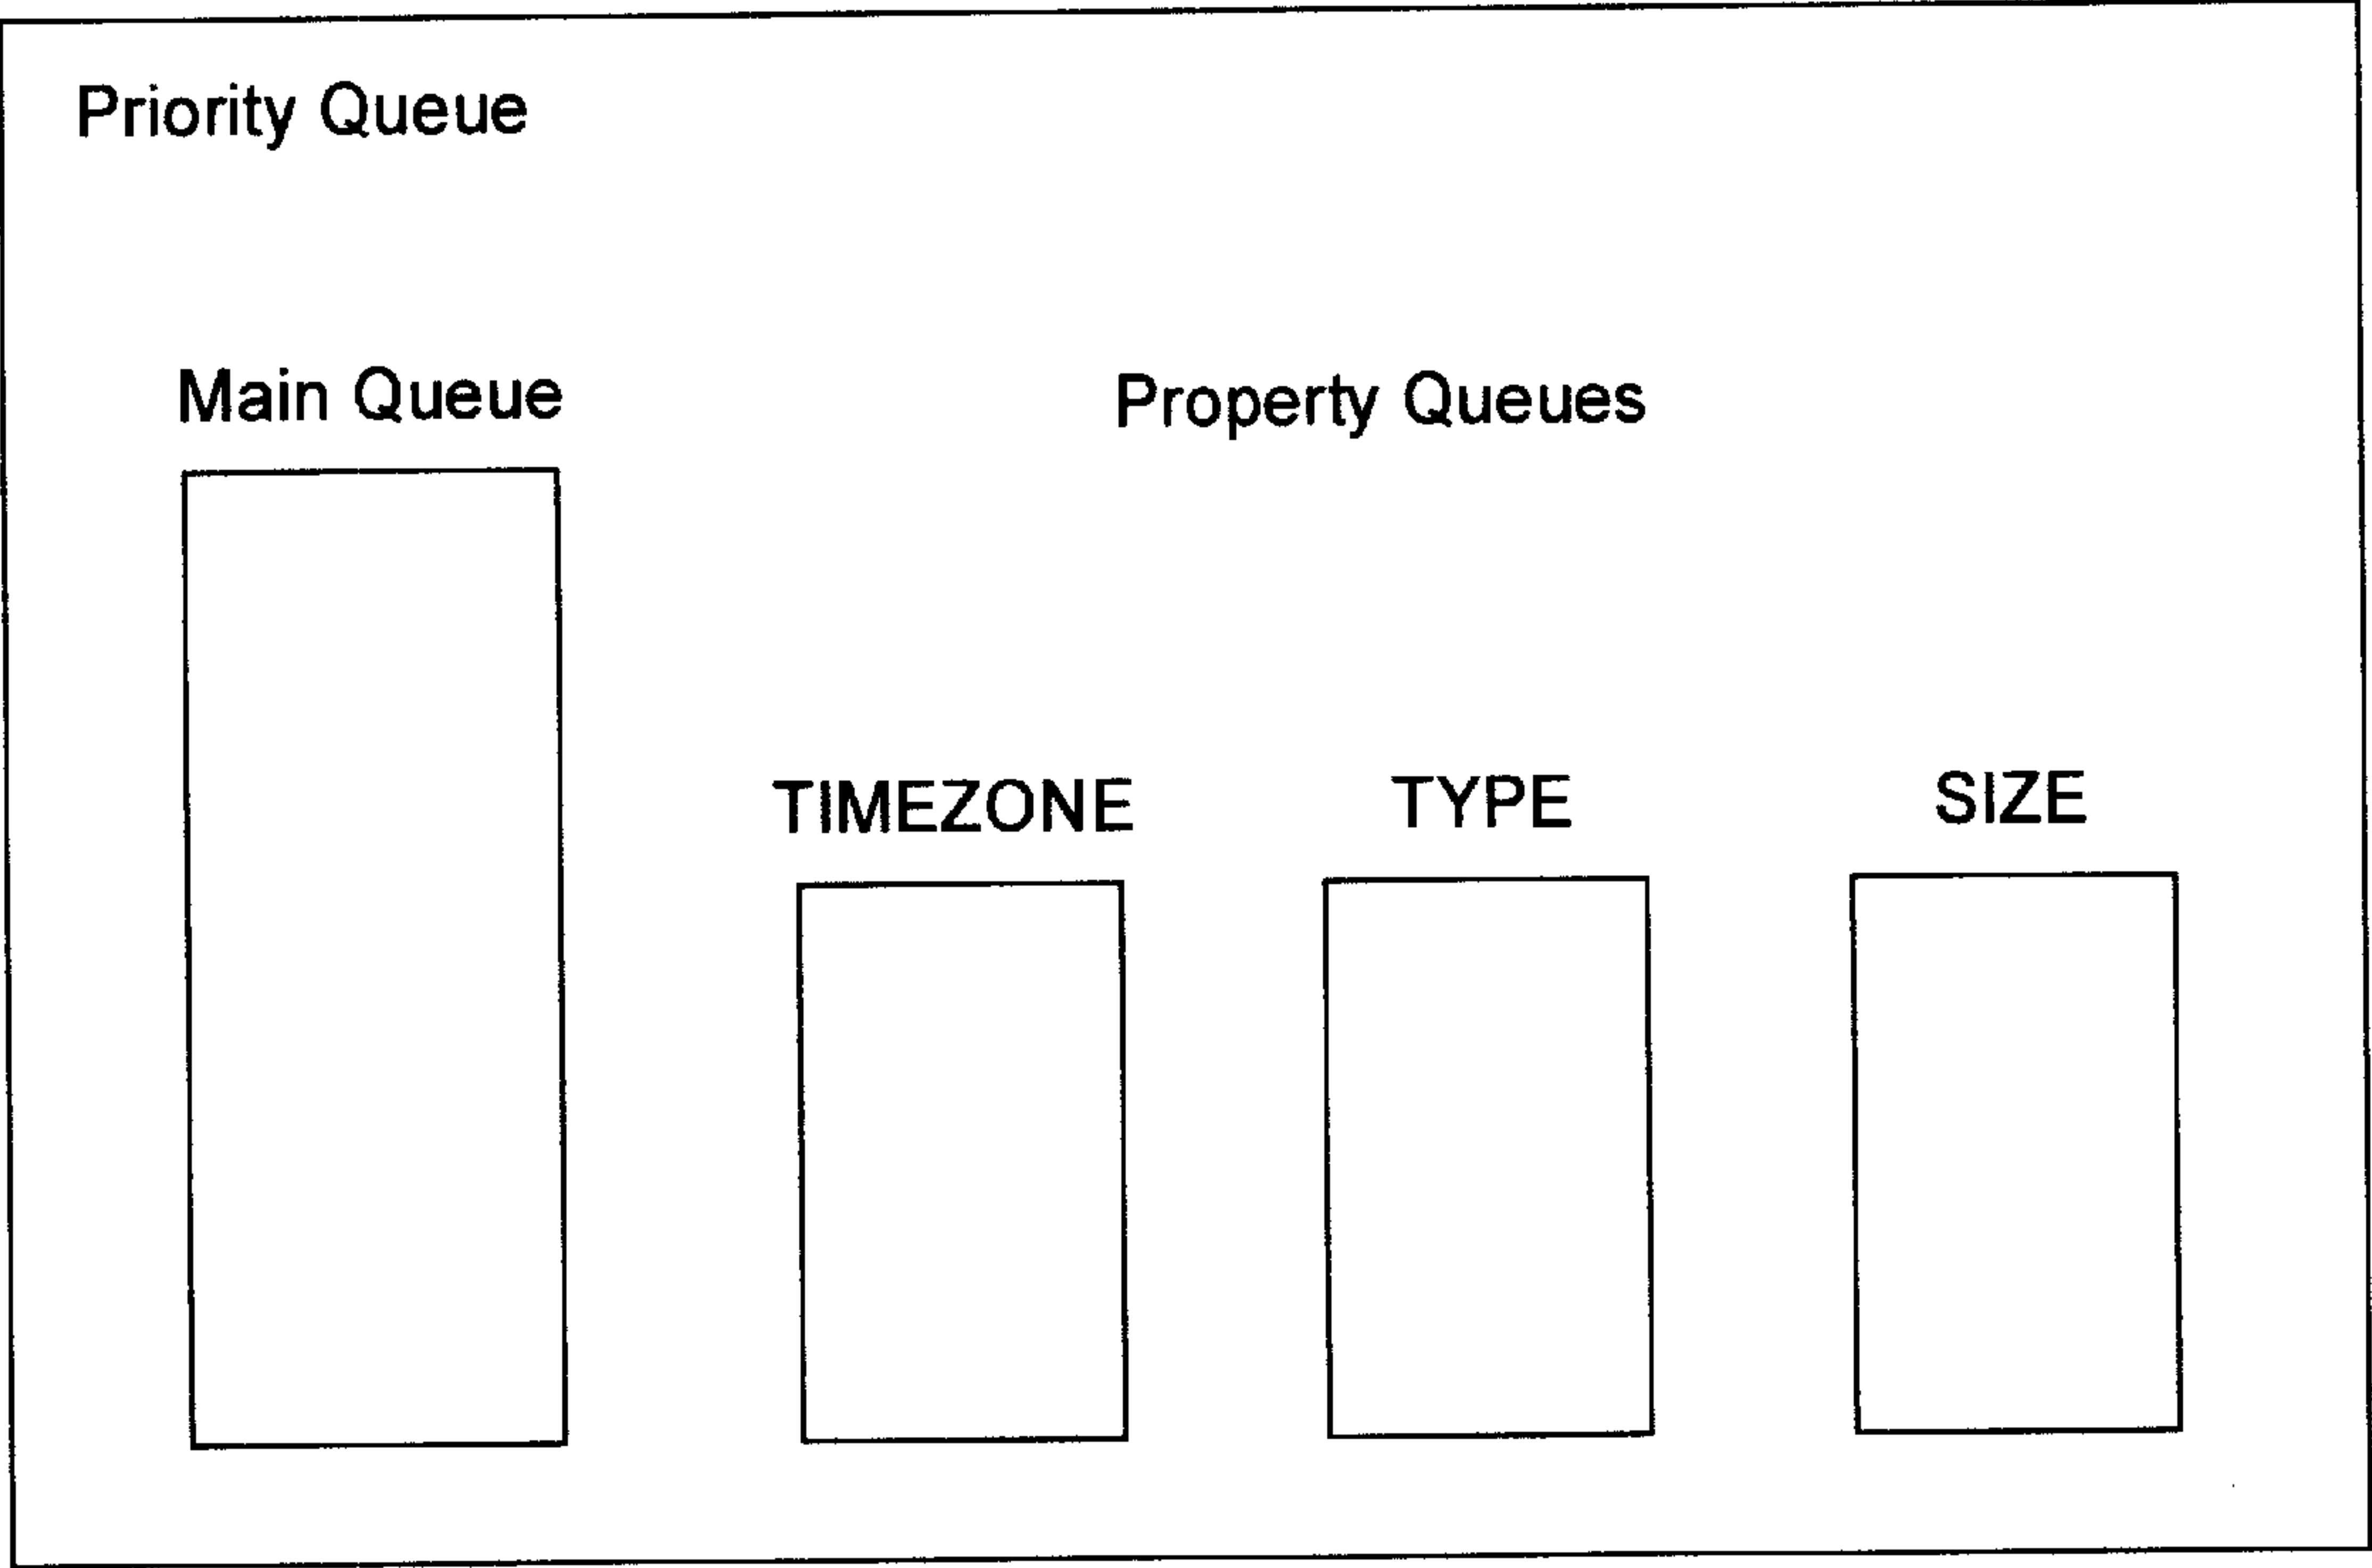 Priority Queue
Main Queue
Property Queues
TIMEZONE
TYPE
SIZE